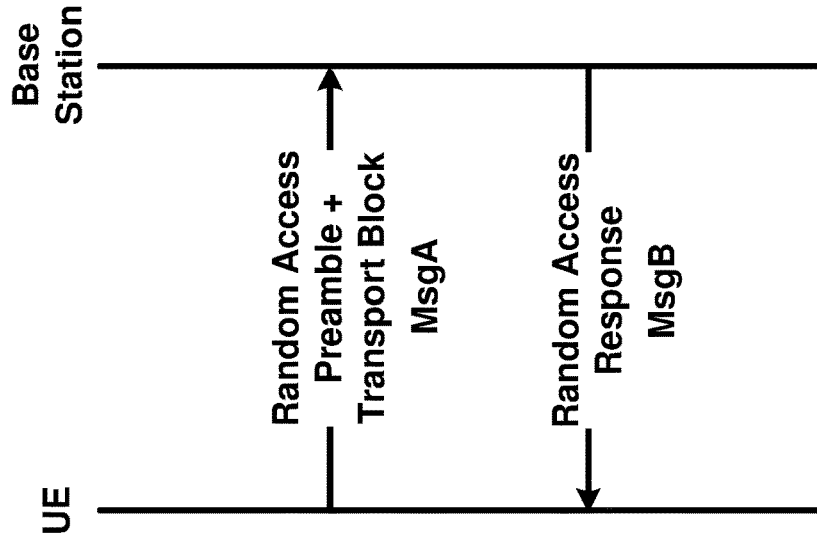 UE
Base
Station
Random Access
Preamble +
Transport Block
MsgA
Random Access
Response
MsgB